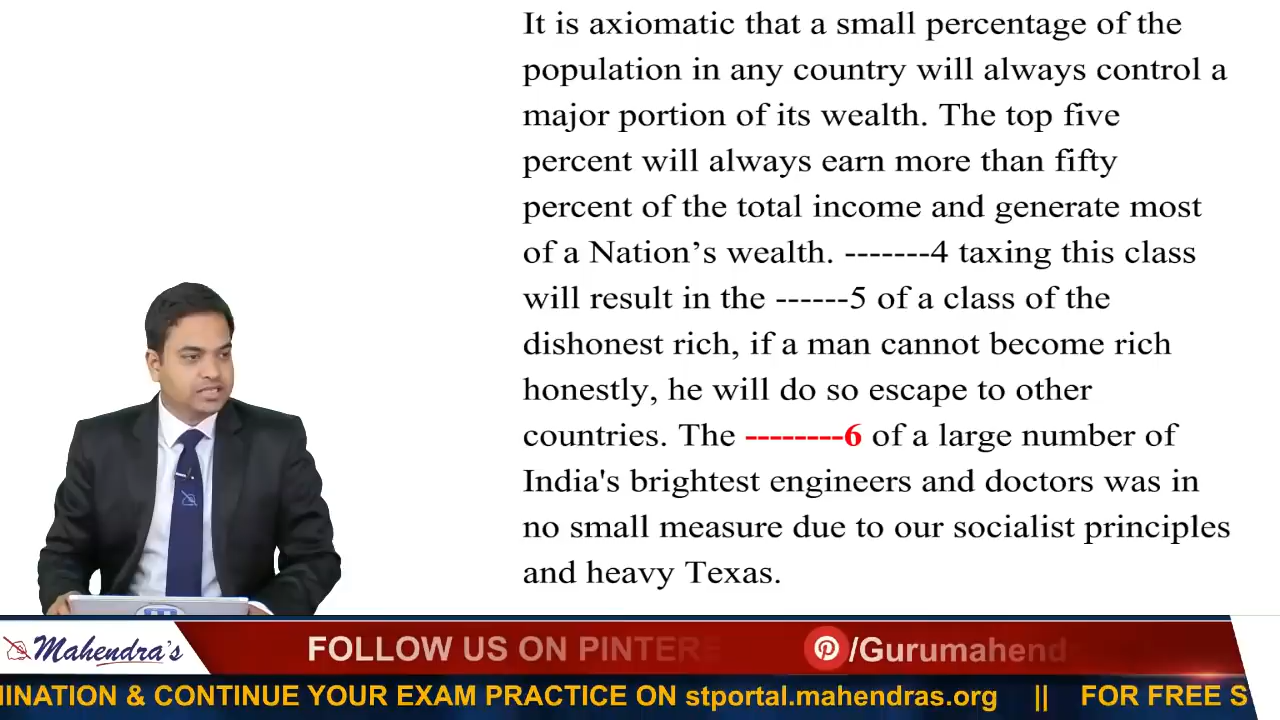 It is axiomatic that a small percentage of the
population in any country will always control a
major portion of its wealth. The top five
percent will always earn more than fifty
percent of the total income and generate most
of a Nation’s wealth. -------4 taxing this class
will result in the ------5 of a class of the
dishonest rich, if a man cannot become rich
honestly, he will do so escape to other
countries. The --------6 of a large number of
India's brightest engineers and doctors was in
no small measure due to our socialist principles
and heavy Texas.
Mahendra's
FOLLOW US ON PINTERE
/Gurumahend
MINATION & CONTINUE YOUR EXAM PRACTICE ON stportal.mahendras.org || FOR FREE S